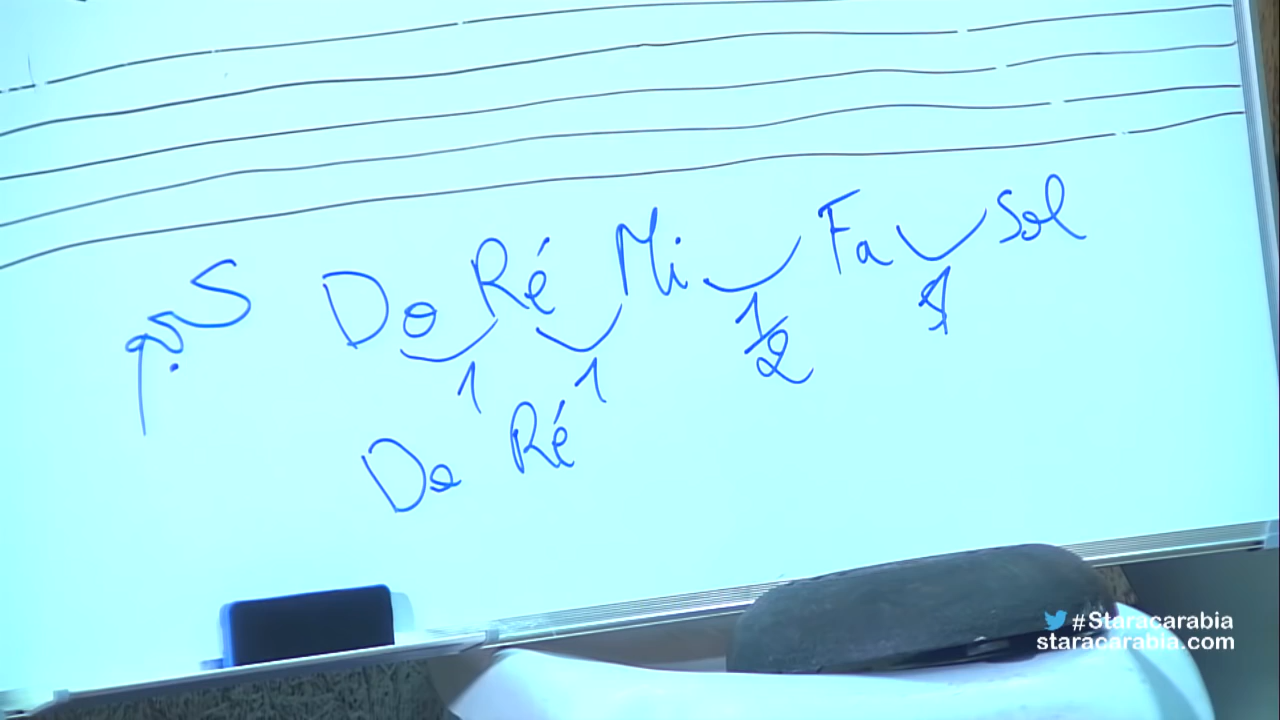 Do Ré Mi Fa Sol
1 1 1/2 1
Do Ré
#Staracarabia
staracarabia.com